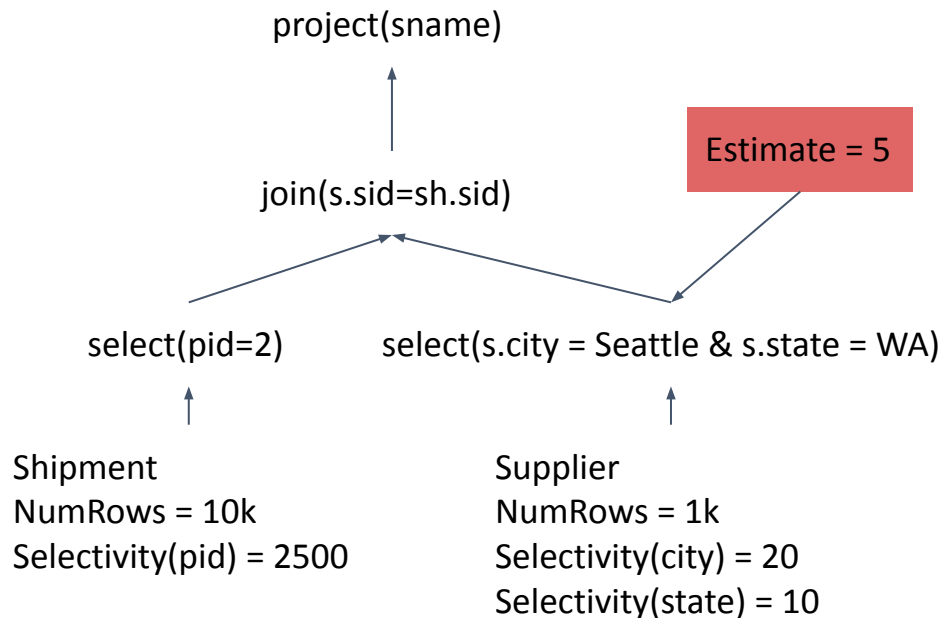 project(sname)
Estimate = 5
join(s.sid=sh.sid)
select(pid=2)
select(s.city = Seattle & s.state = WA)
Shipment
NumRows = 10k
Selectivity(pid) = 2500
Supplier
NumRows = 1k
Selectivity(city) = 20
Selectivity(state) = 10